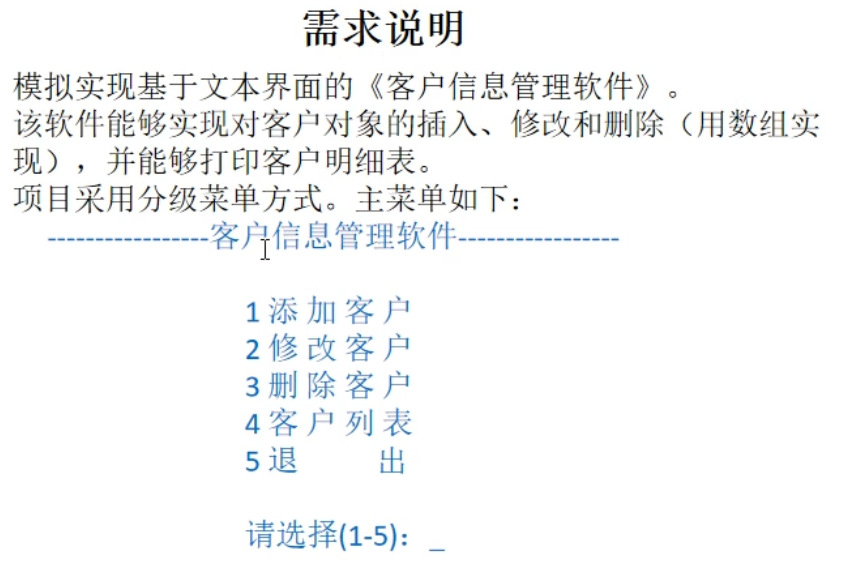 需求说明
模拟实现基于文本界面的《客户信息管理软件》。
该软件能够实现对客户对象的插入、修改和删除（用数组实
现），并能够打印客户明细表。
项目采用分级菜单方式。主菜单如下：
-----------------客户信息管理软件-----------------
1 添 加 客 户
2 修 改 客 户
3 删 除 客 户
4 客 户 列 表
5 退 出
请选择(1-5)：_